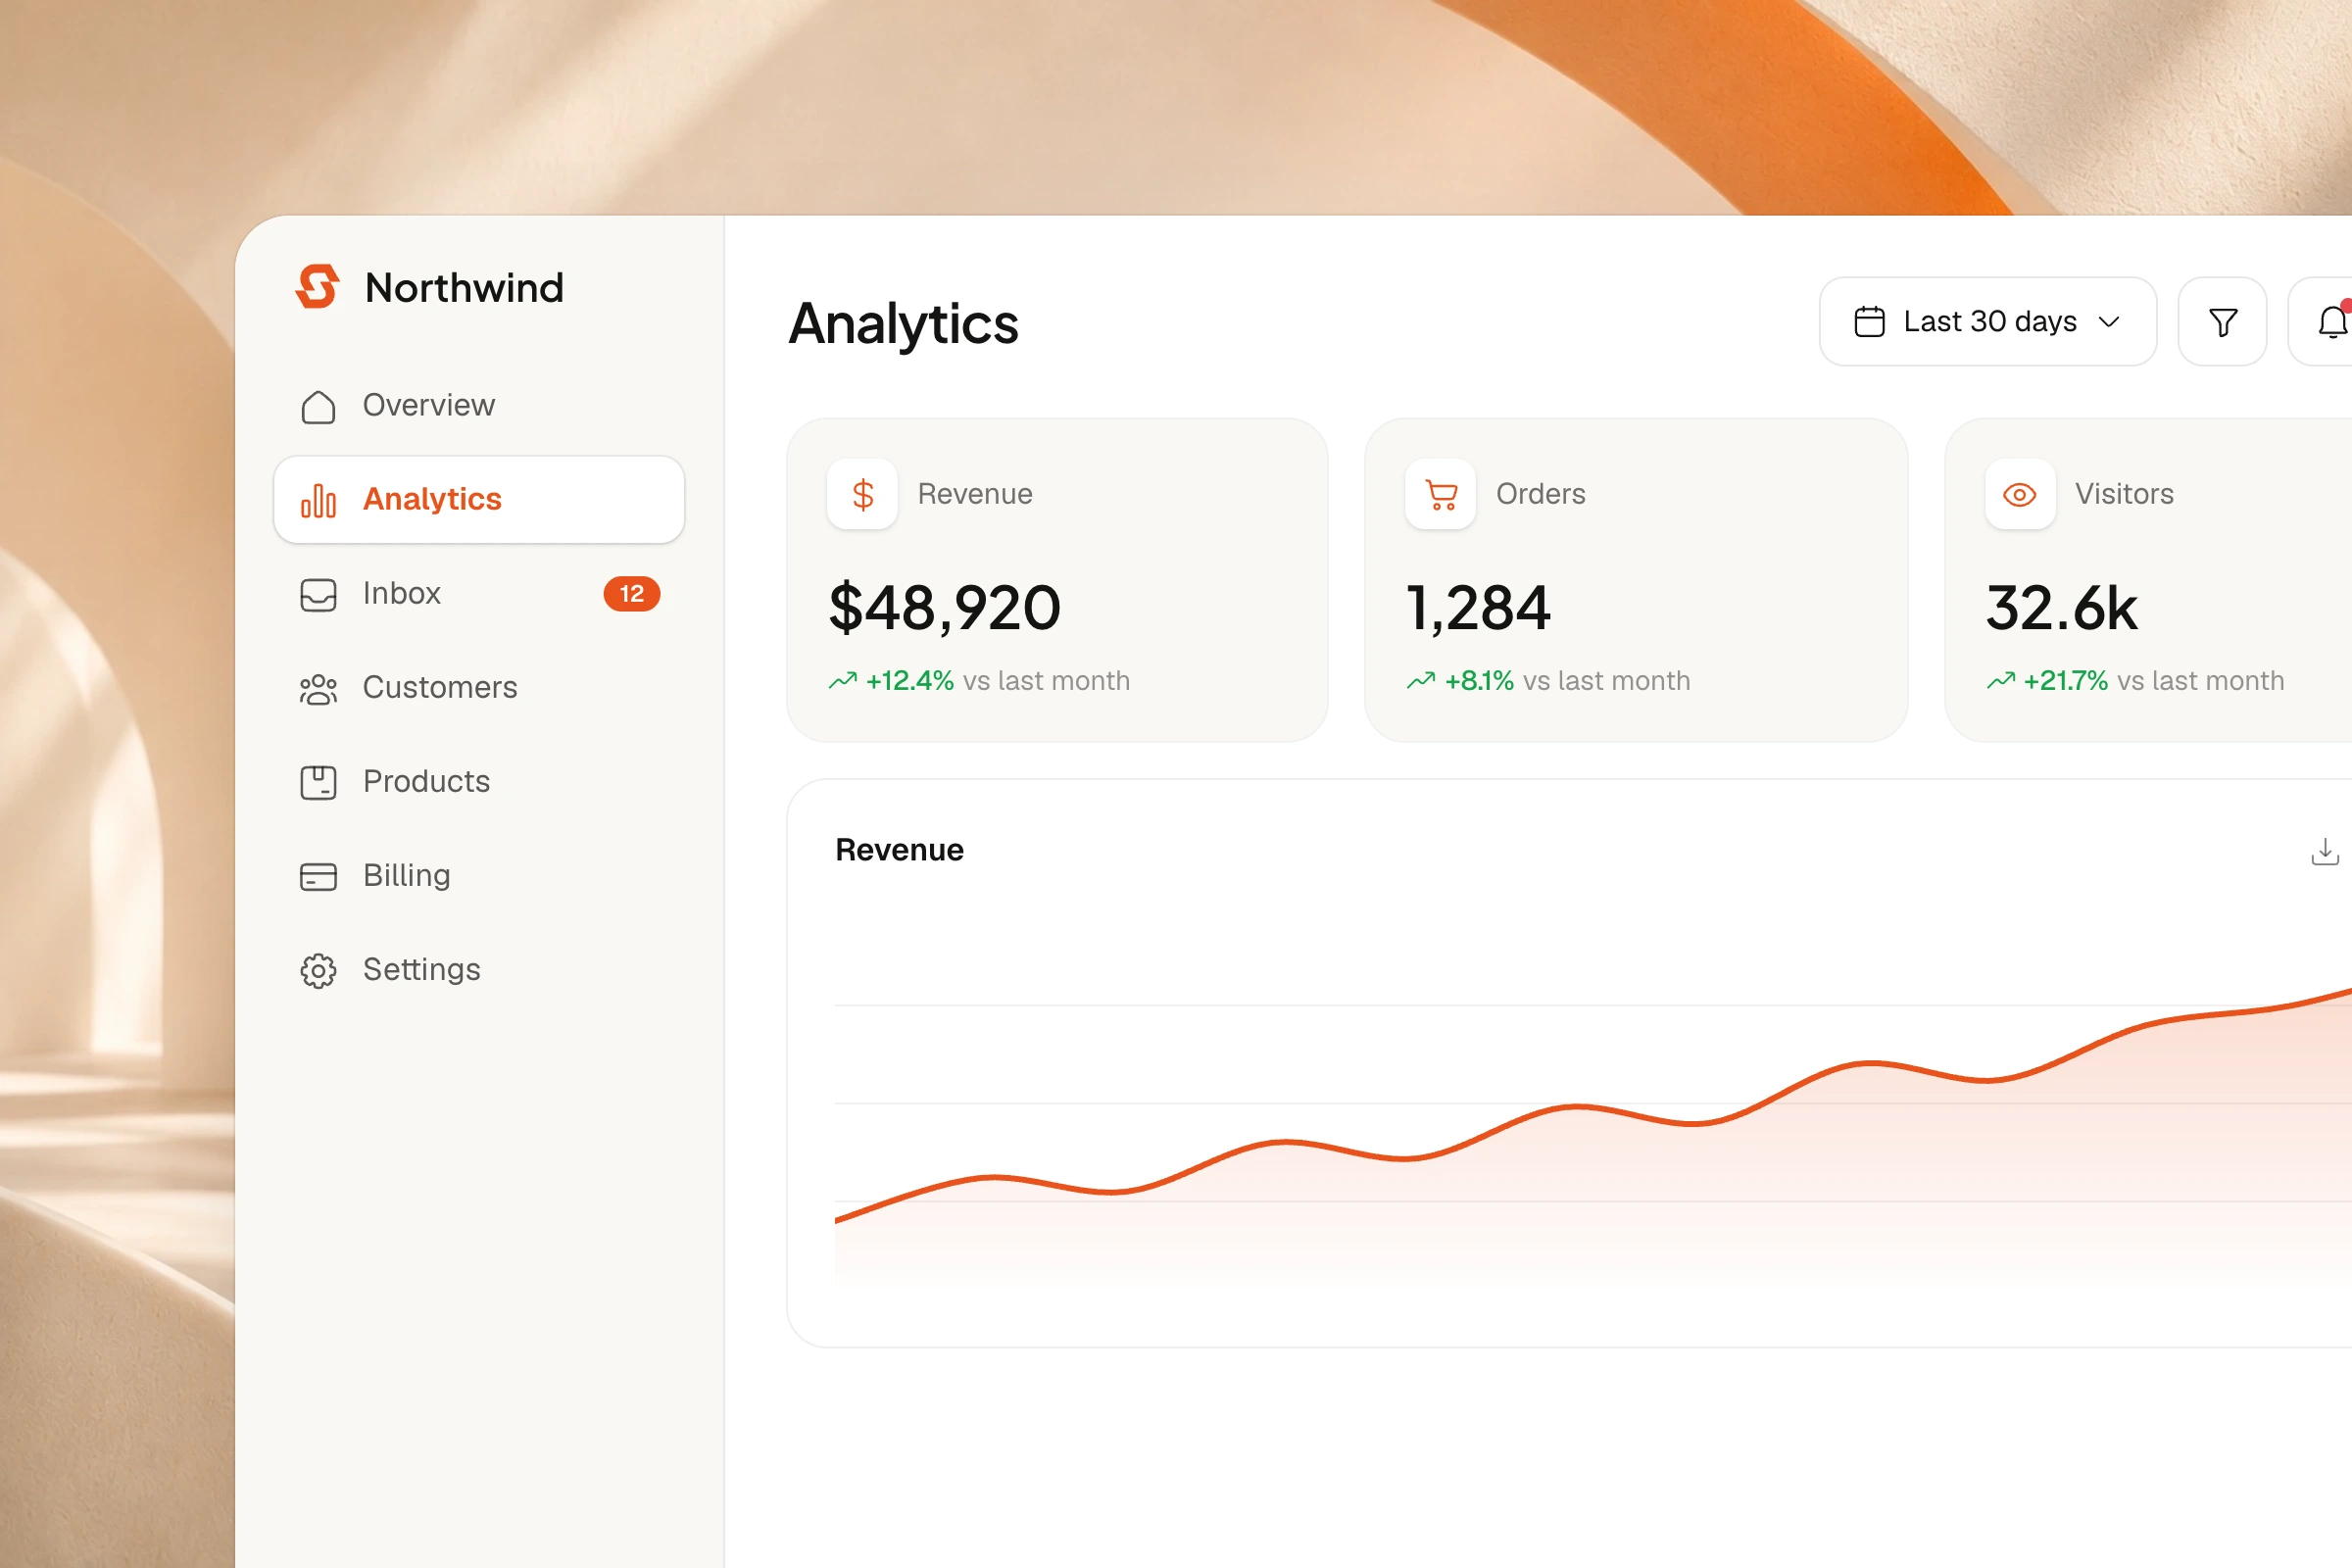 Northwind
Overview
Analytics
Inbox 12
Customers
Products
Billing
Settings
Analytics
Last 30 days
Revenue
$48,920
+12.4% vs last month
Orders
1,284
+8.1% vs last month
Visitors
32.6k
+21.7% vs last month
Revenue